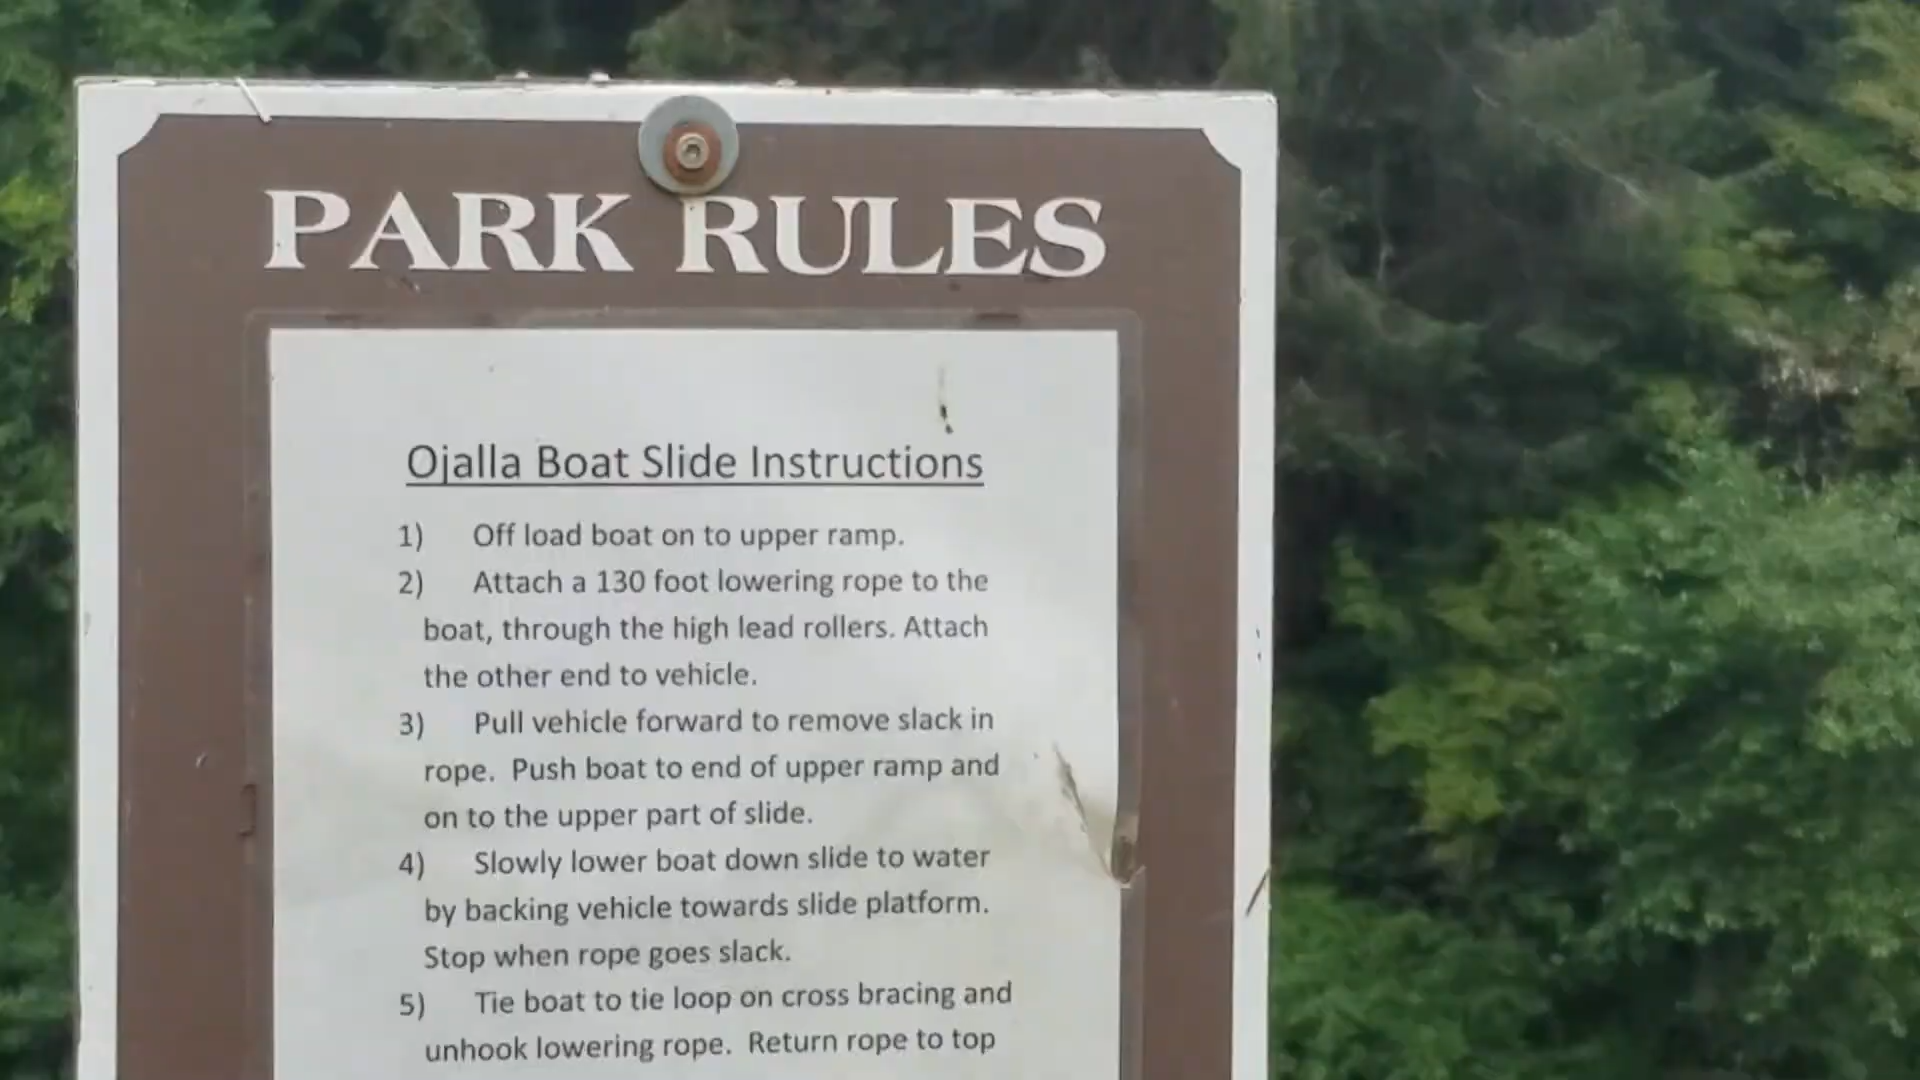 PARK RULES
Ojalla Boat Slide Instructions
1) Off load boat on to upper ramp.
2) Attach a 130 foot lowering rope to the
boat, through the high lead rollers. Attach
the other end to vehicle.
3) Pull vehicle forward to remove slack in
rope. Push boat to end of upper ramp and
on to the upper part of slide.
4) Slowly lower boat down slide to water
by backing vehicle towards slide platform.
Stop when rope goes slack.
5) Tie boat to tie loop on cross bracing and
unhook lowering rope. Return rope to top